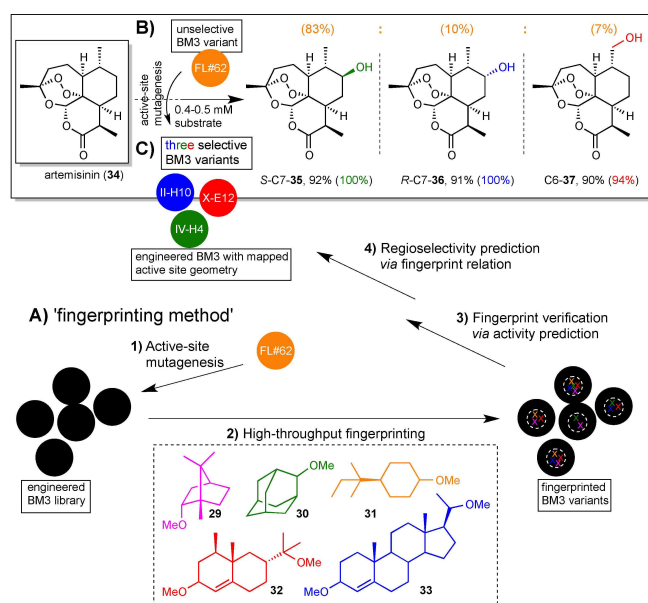 B)
unselective
BM3 variant
FL#62
(83%) : (10%) : (7%)
active-site
mutagenesis
0.4-0.5 mM
substrate
O
O
O
O
O
H
H
H
artemisinin (34)
OH
O
O
O
O
O
H
H
H
S-C7-35, 92% (100%)
OH
O
O
O
O
O
H
H
H
R-C7-36, 91% (100%)
OH
O
O
O
O
O
H
H
H
C6-37, 90% (94%)
C)
three selective
BM3 variants
II-H10
X-E12
IV-H4
engineered BM3 with mapped
active site geometry
4) Regioselectivity prediction
via fingerprint relation
A) 'fingerprinting method'
3) Fingerprint verification
via activity prediction
1) Active-site
mutagenesis
FL#62
2) High-throughput fingerprinting
engineered
BM3 library
fingerprinted
BM3 variants
MeO
29
OMe
30
OMe
31
MeO
OMe
32
MeO
OMe
33